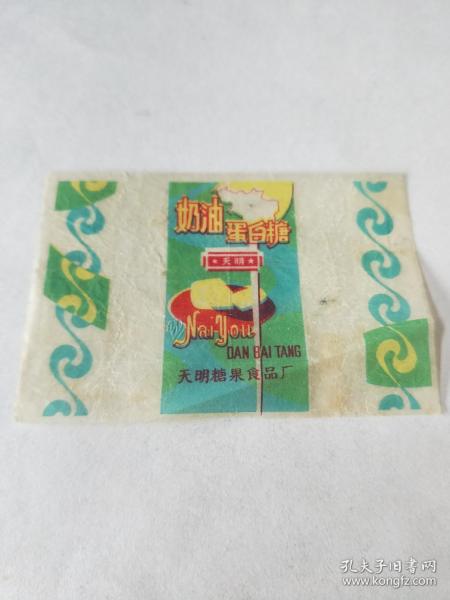 奶油
蛋白糖
★天明★
Nai You
DAN BAI TANG
天明糖果食品厂
孔夫子旧书网
www.kongfz.com